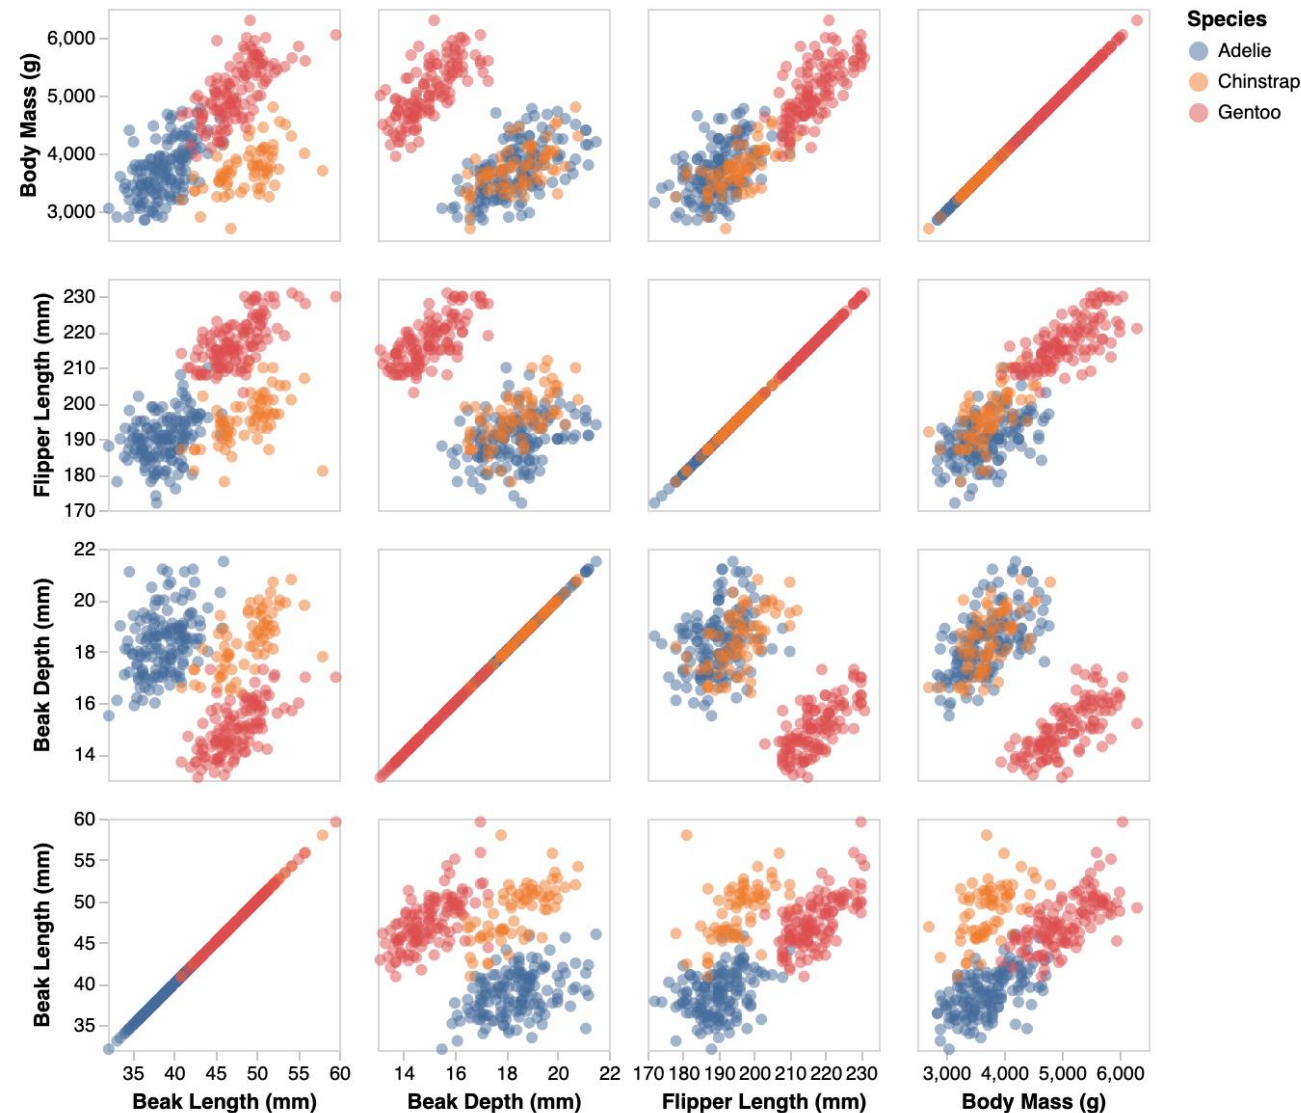 Species
Adelie
Chinstrap
Gentoo
Body Mass (g)
6,000
5,000
4,000
3,000
Flipper Length (mm)
230
220
210
200
190
180
170
Beak Depth (mm)
22
20
18
16
14
Beak Length (mm)
60
55
50
45
40
35
35 40 45 50 55 60
14 16 18 20 22
170 180 190 200 210 220 230
3,000 4,000 5,000 6,000
Beak Length (mm)
Beak Depth (mm)
Flipper Length (mm)
Body Mass (g)